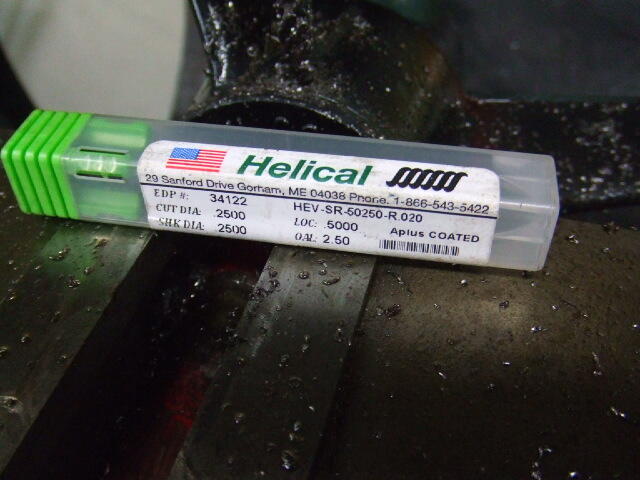 Helical
29 Sanford Drive Gorham, ME 04038 Phone. 1-866-543-5422
EDP #: 34122 HEV-SR-50250-R.020
CUT DIA: .2500 LOC: .5000 Aplus COATED
SHK DIA: .2500 OAL: 2.50